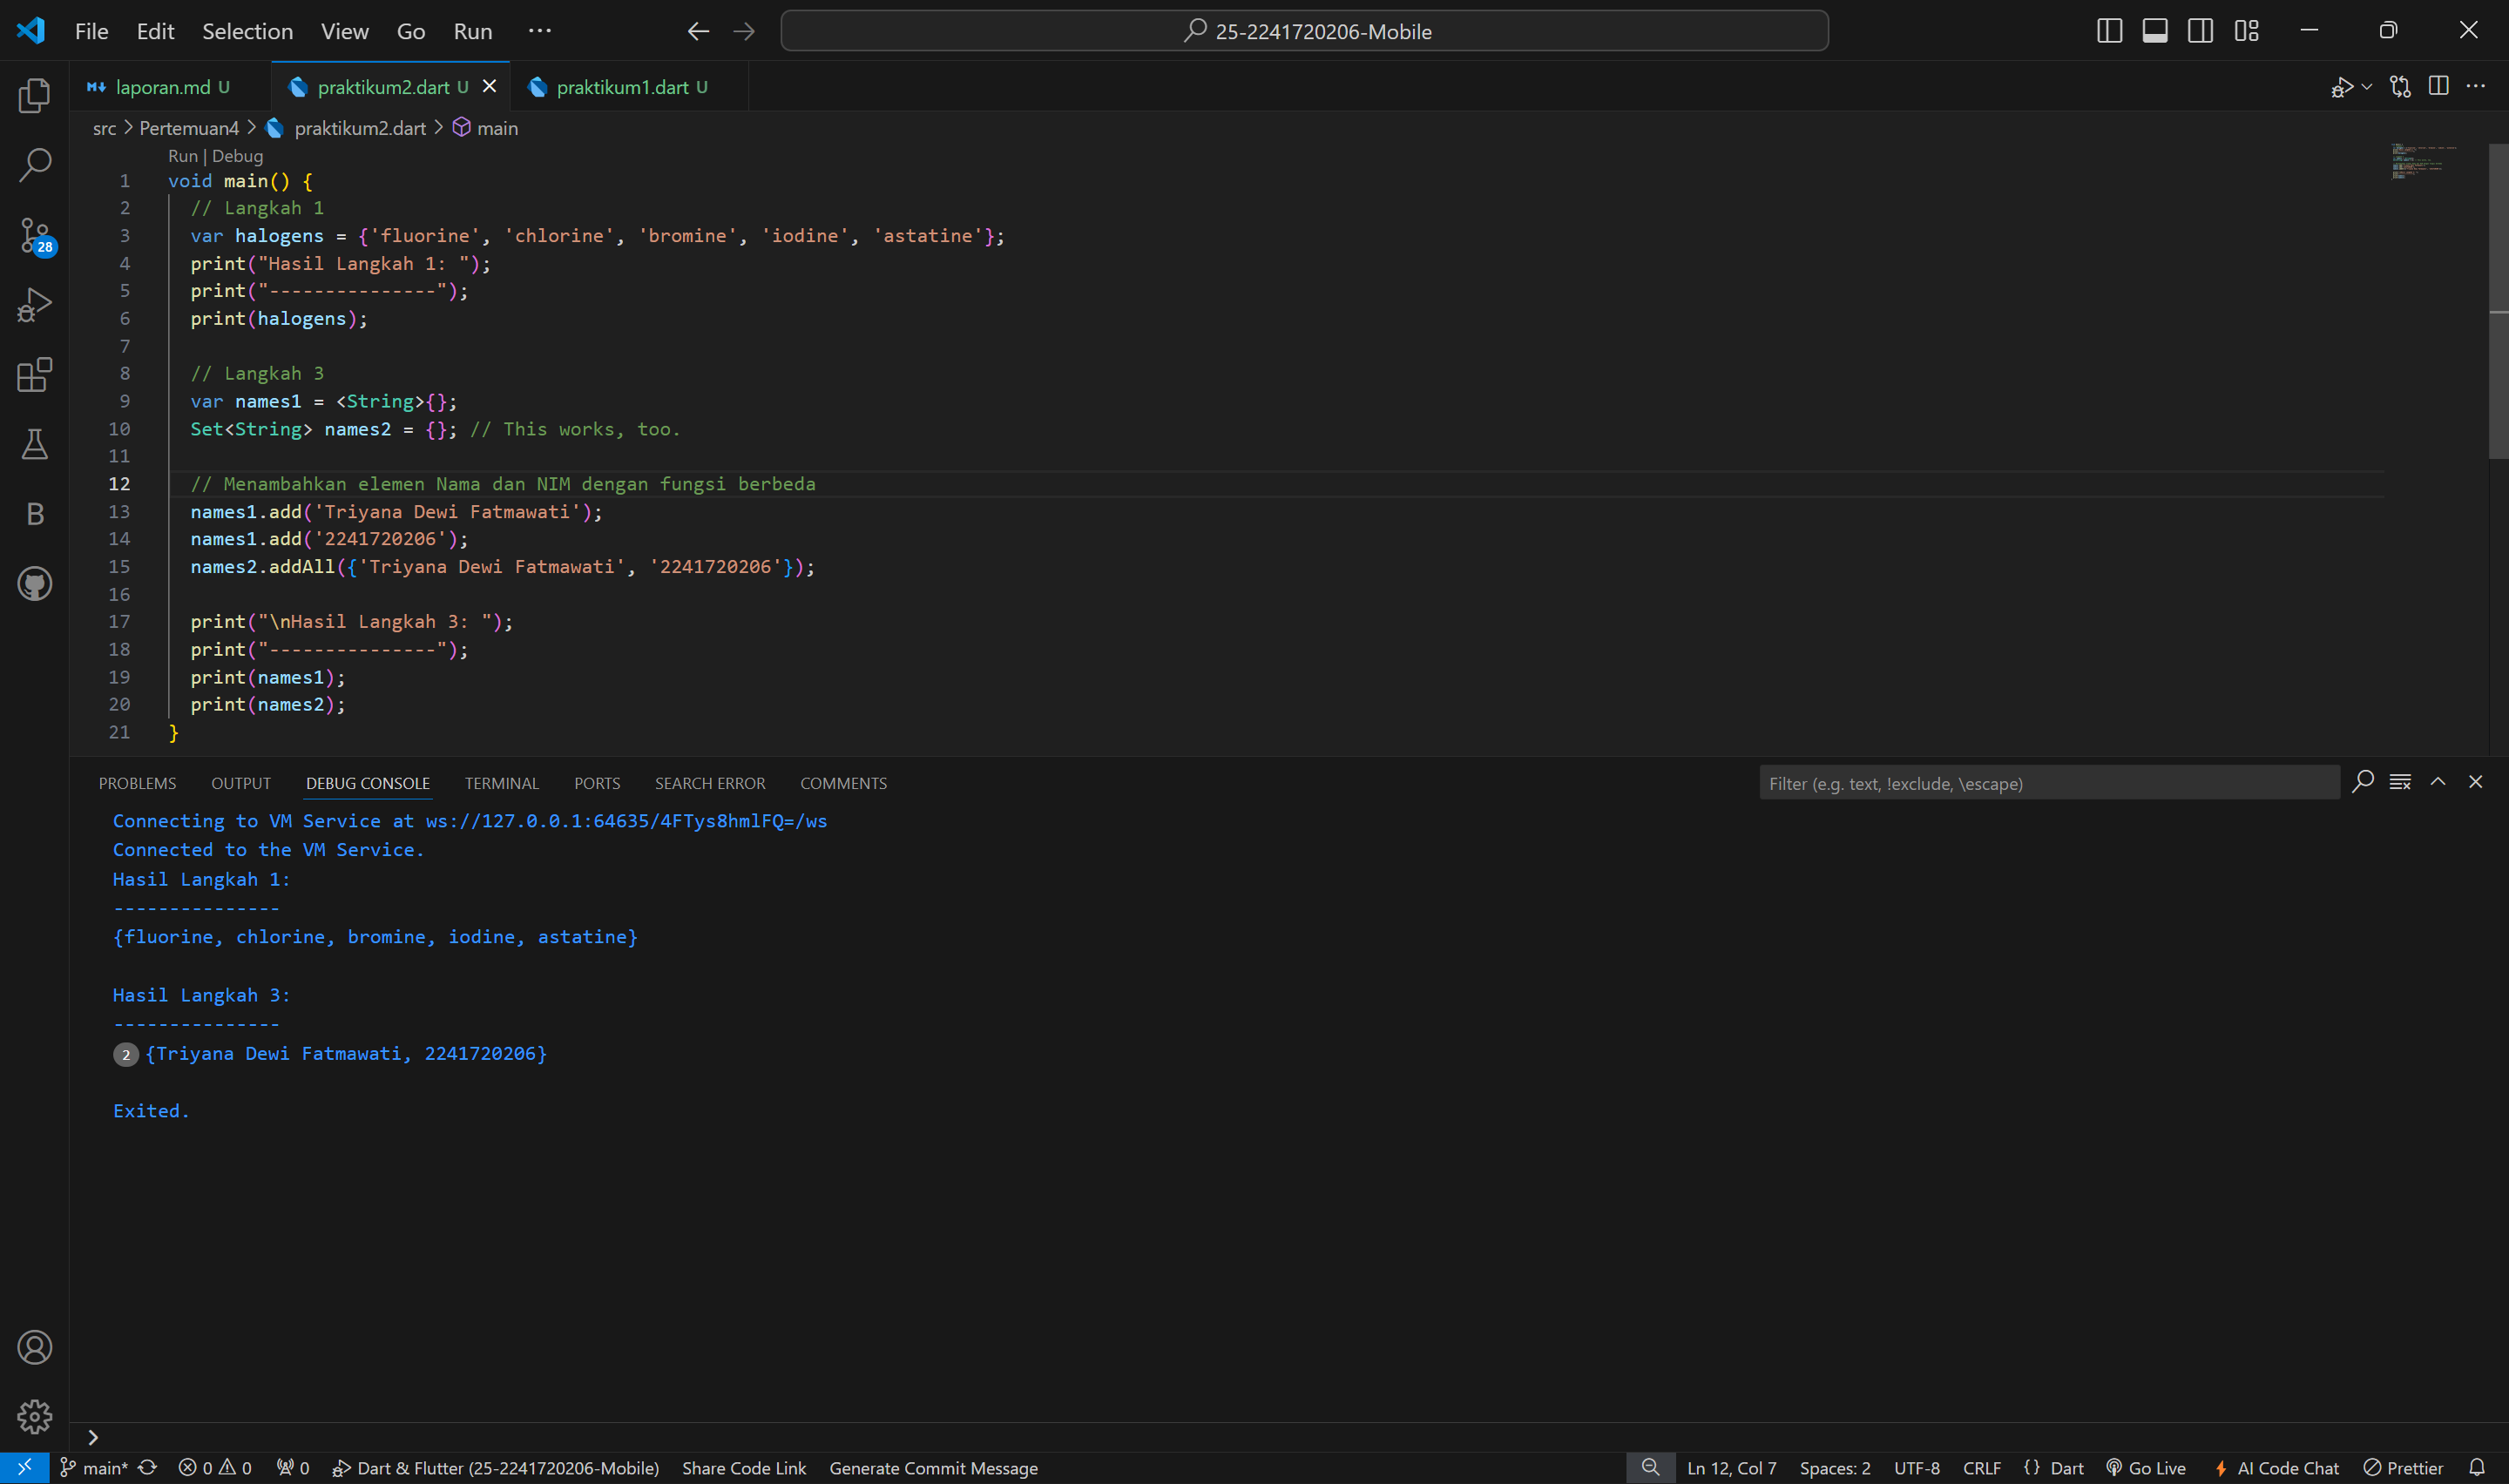 File Edit Selection View Go Run ···
25-2241720206-Mobile
laporan.md U
praktikum2.dart U
praktikum1.dart U
src > Pertemuan4 > praktikum2.dart > main
Run | Debug
1 void main() {
2 // Langkah 1
3 var halogens = {'fluorine', 'chlorine', 'bromine', 'iodine', 'astatine'};
4 print("Hasil Langkah 1: ");
5 print("---------------");
6 print(halogens);
7
8 // Langkah 3
9 var names1 = <String>{};
10 Set<String> names2 = {}; // This works, too.
11
12 // Menambahkan elemen Nama dan NIM dengan fungsi berbeda
13 names1.add('Triyana Dewi Fatmawati');
14 names1.add('2241720206');
15 names2.addAll({'Triyana Dewi Fatmawati', '2241720206'});
16
17 print("\nHasil Langkah 3: ");
18 print("---------------");
19 print(names1);
20 print(names2);
21 }
28
B
PROBLEMS OUTPUT DEBUG CONSOLE TERMINAL PORTS SEARCH ERROR COMMENTS
Filter (e.g. text, !exclude, \escape)
Connecting to VM Service at ws://127.0.0.1:64635/4FTys8hmlFQ=/ws
Connected to the VM Service.
Hasil Langkah 1:
---------------
{fluorine, chlorine, bromine, iodine, astatine}
Hasil Langkah 3:
---------------
2 {Triyana Dewi Fatmawati, 2241720206}
Exited.
main* 0 0 0 Dart & Flutter (25-2241720206-Mobile) Share Code Link Generate Commit Message Ln 12, Col 7 Spaces: 2 UTF-8 CRLF {} Dart Go Live AI Code Chat Prettier